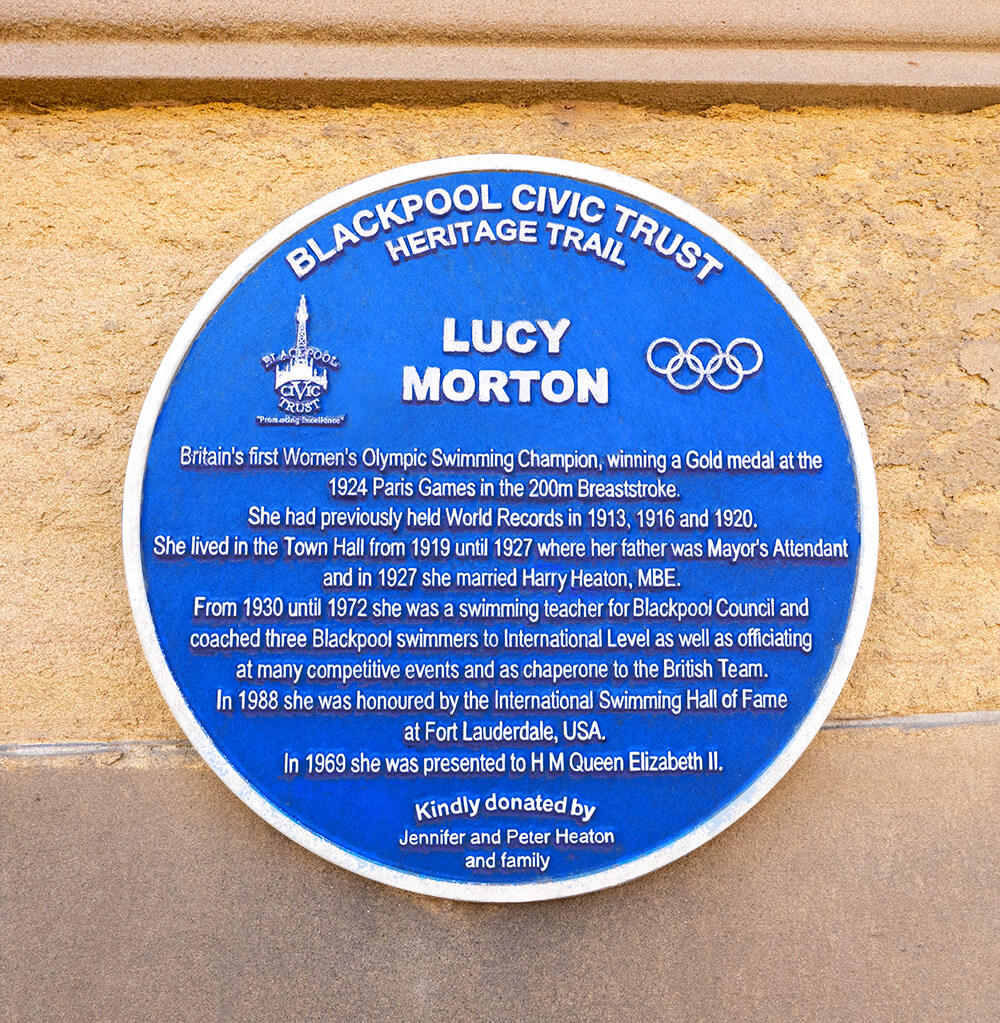 BLACKPOOL CIVIC TRUST
HERITAGE TRAIL
LUCY
MORTON
BLACKPOOL
CIVIC
TRUST
"Promoting Excellence"
Britain's first Women's Olympic Swimming Champion, winning a Gold medal at the
1924 Paris Games in the 200m Breaststroke.
She had previously held World Records in 1913, 1916 and 1920.
She lived in the Town Hall from 1919 until 1927 where her father was Mayor's Attendant
and in 1927 she married Harry Heaton, MBE.
From 1930 until 1972 she was a swimming teacher for Blackpool Council and
coached three Blackpool swimmers to International Level as well as officiating
at many competitive events and as chaperone to the British Team.
In 1988 she was honoured by the International Swimming Hall of Fame
at Fort Lauderdale, USA.
In 1969 she was presented to H M Queen Elizabeth II.
Kindly donated by
Jennifer and Peter Heaton
and family